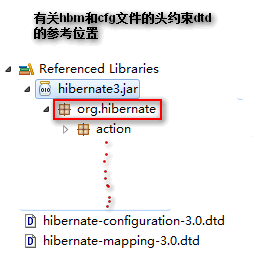 有关hbm和cfg文件的头约束dtd
的参考位置
Referenced Libraries
hibernate3.jar
org.hibernate
action
hibernate-configuration-3.0.dtd
hibernate-mapping-3.0.dtd